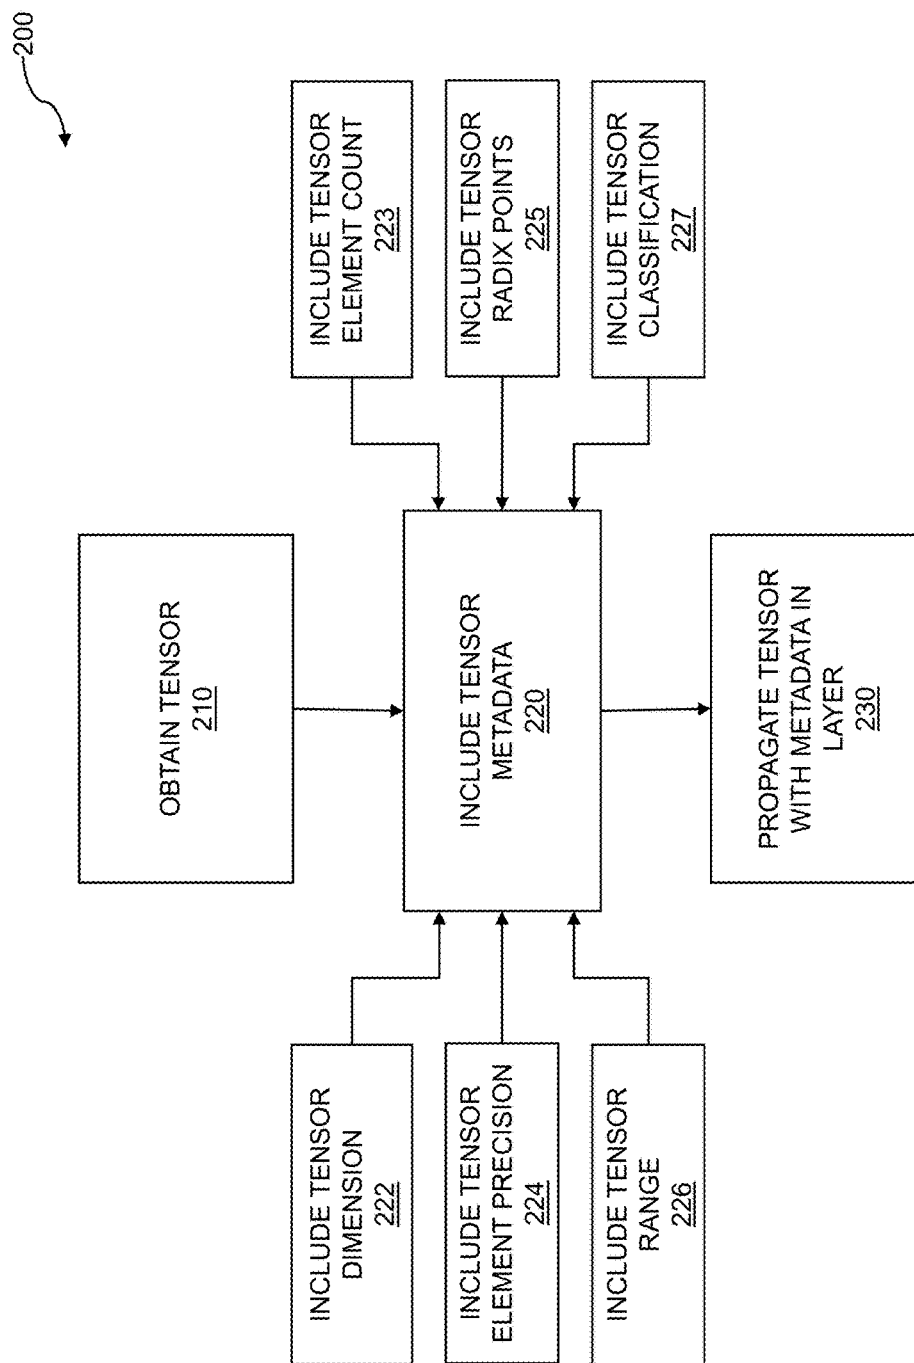 200
OBTAIN TENSOR
210
INCLUDE TENSOR
DIMENSION
222
INCLUDE TENSOR
ELEMENT COUNT
223
INCLUDE TENSOR
METADATA
220
INCLUDE TENSOR
ELEMENT PRECISION
224
INCLUDE TENSOR
RADIX POINTS
225
INCLUDE TENSOR
RANGE
226
INCLUDE TENSOR
CLASSIFICATION
227
PROPAGATE TENSOR
WITH METADATA IN
LAYER
230